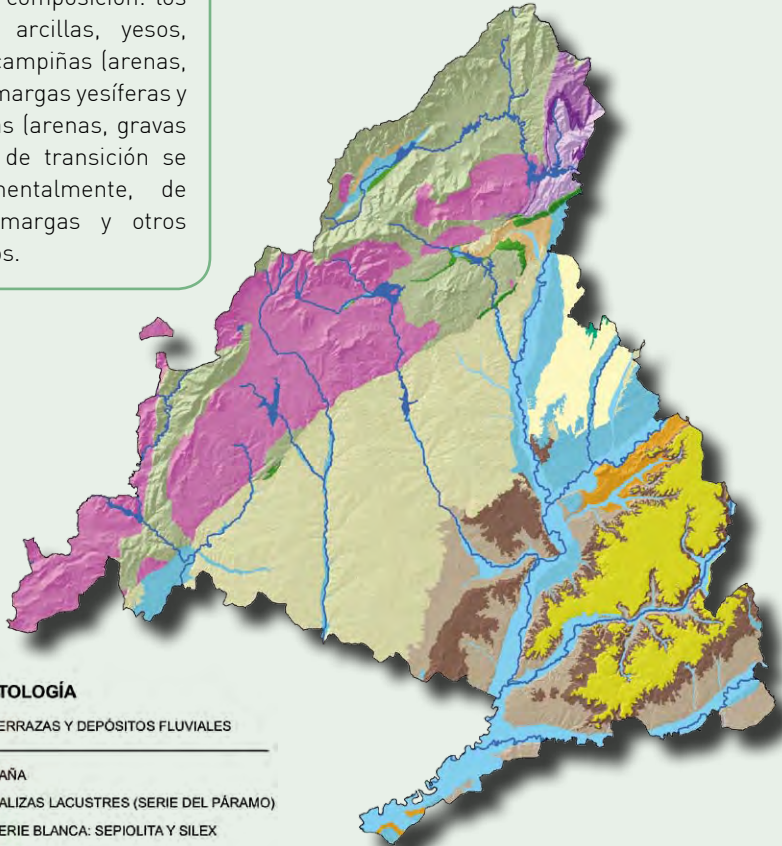 composición: los
arcillas, yesos,
campiñas (arenas,
margas yesíferas y
(arenas, gravas
de transición se
de
margas y otros
TOLOGÍA
ERRAZAS Y DEPÓSITOS FLUVIALES
AÑA
ALIZAS LACUSTRES (SERIE DEL PÁRAMO)
ERIE BLANCA: SEPIOLITA Y SILEX